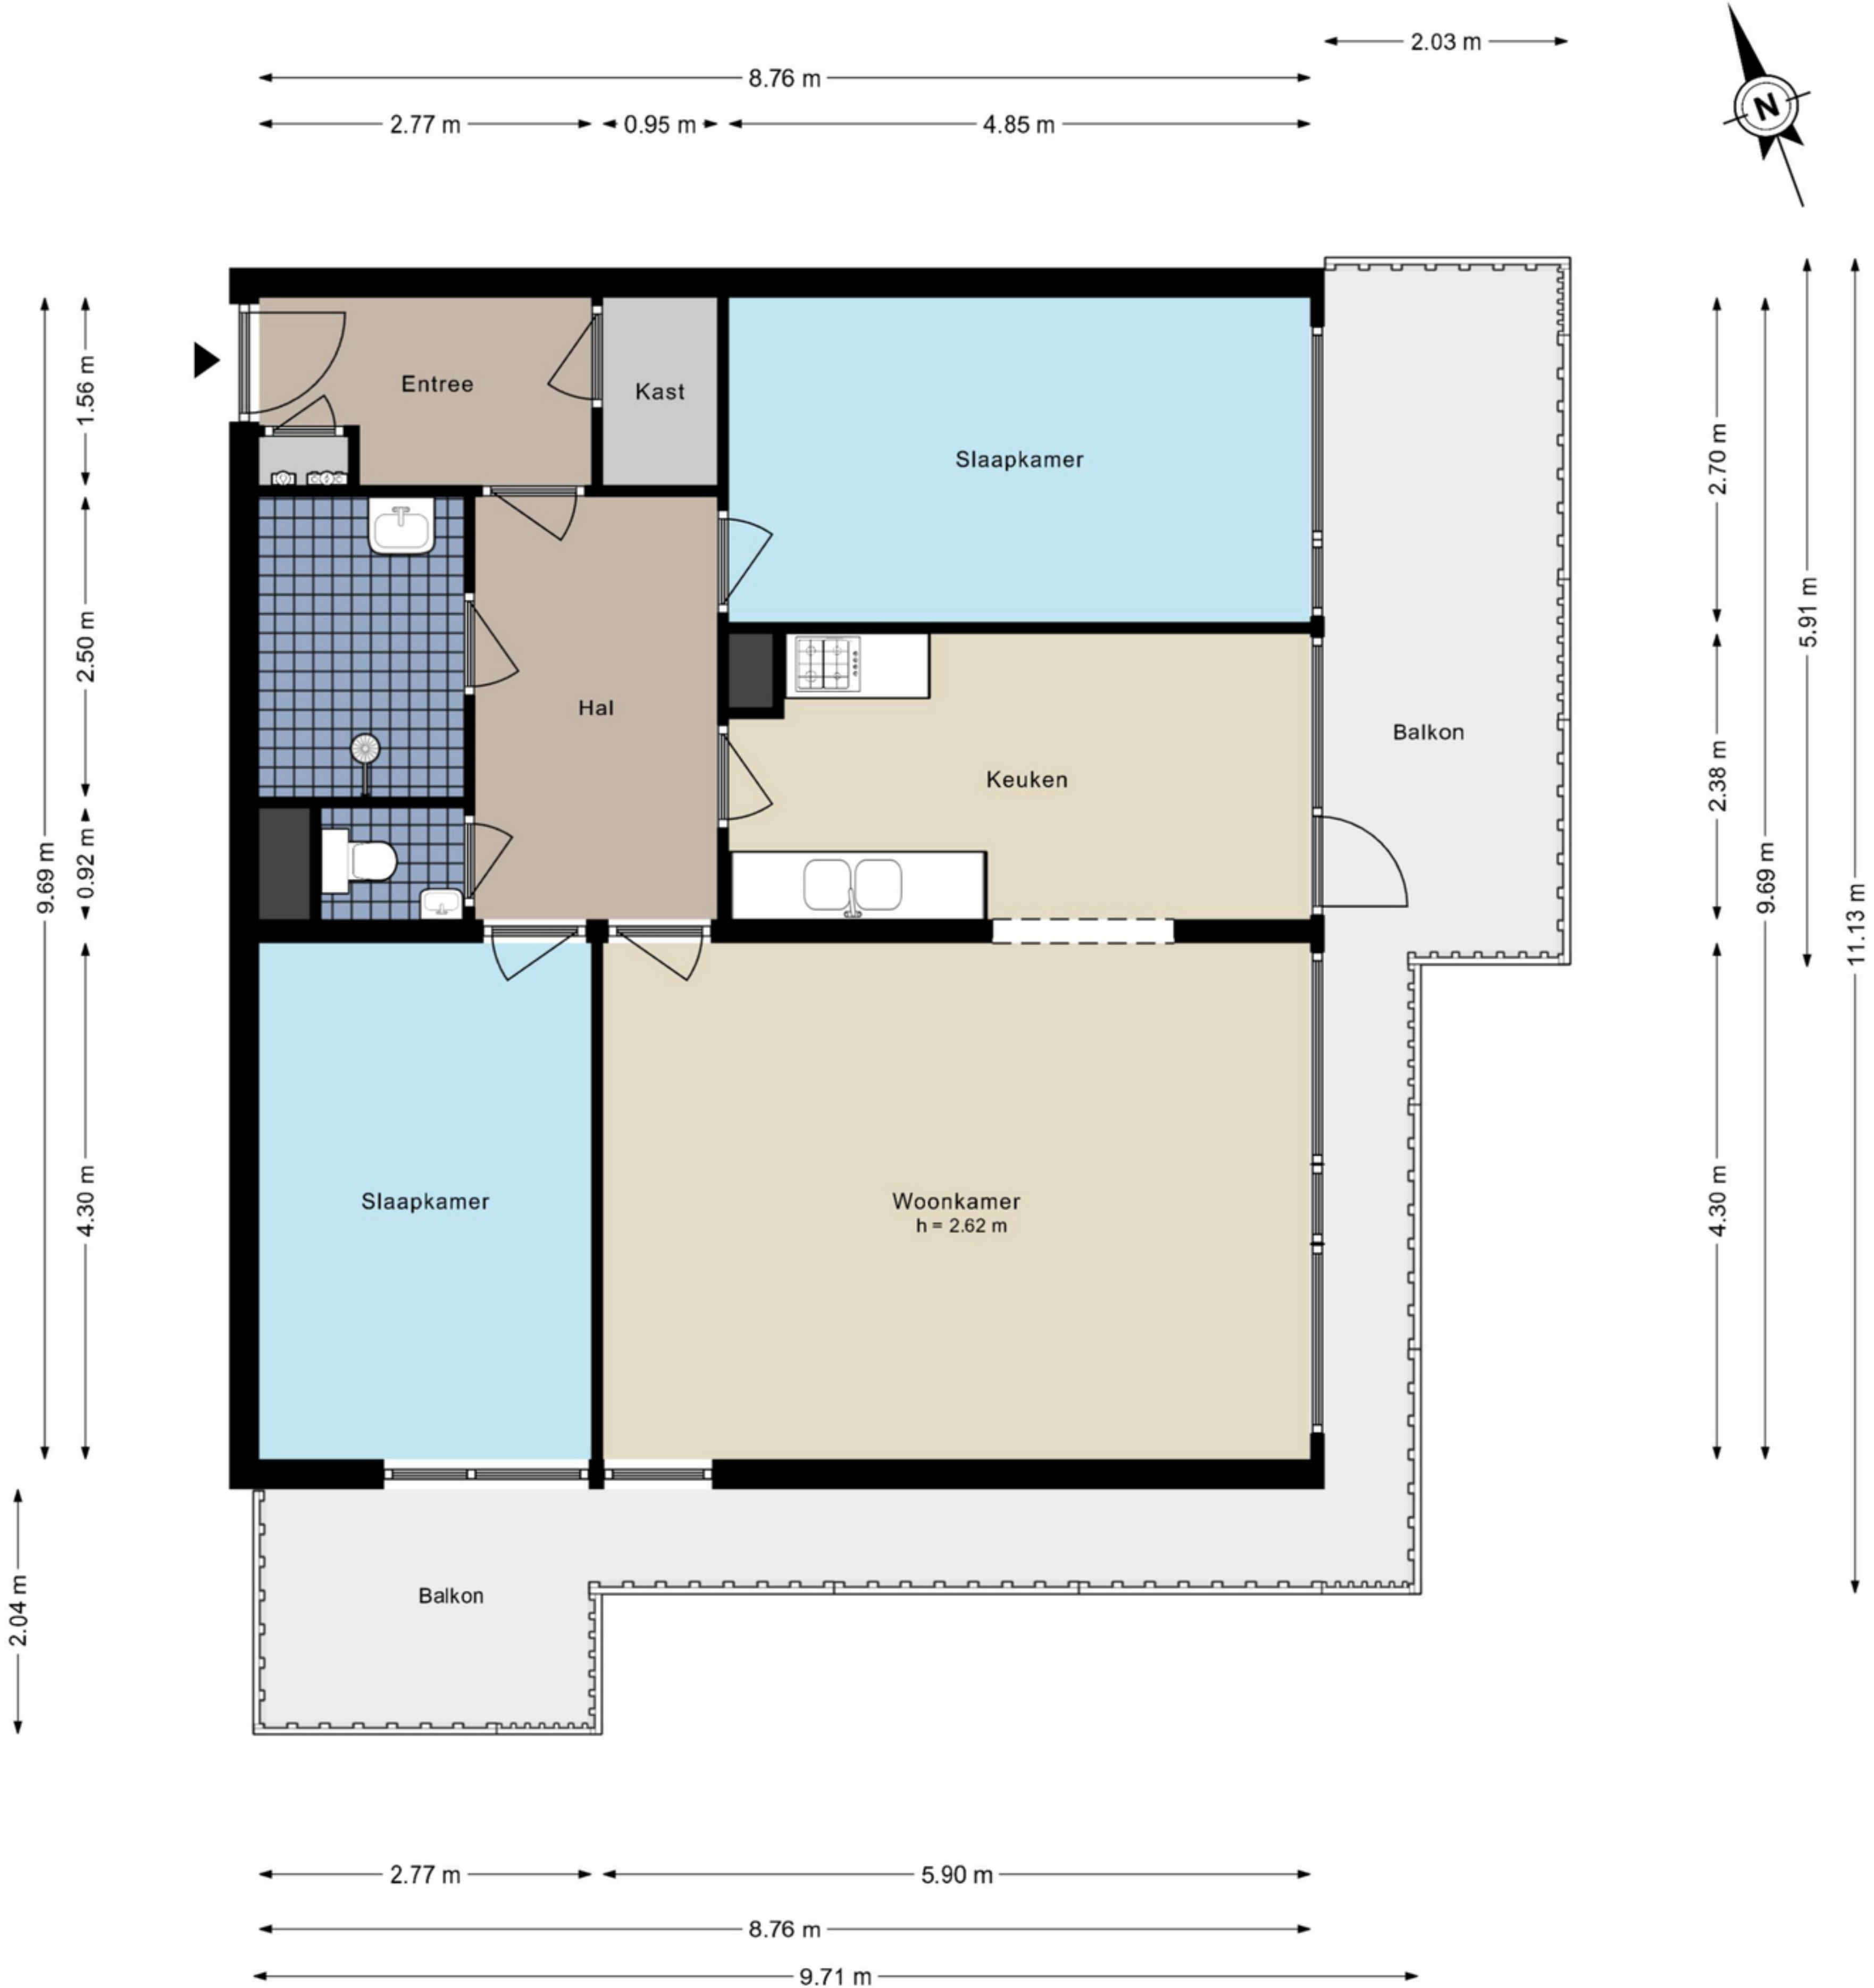 2.03 m
8.76 m
2.77 m
0.95 m
4.85 m
N
Entree
Kast
Slaapkamer
Hal
Keuken
Balkon
Slaapkamer
Woonkamer
h = 2.62 m
Balkon
9.69 m
1.56 m
2.50 m
0.92 m
4.30 m
2.04 m
2.70 m
2.38 m
4.30 m
9.69 m
5.91 m
11.13 m
2.77 m
5.90 m
8.76 m
9.71 m